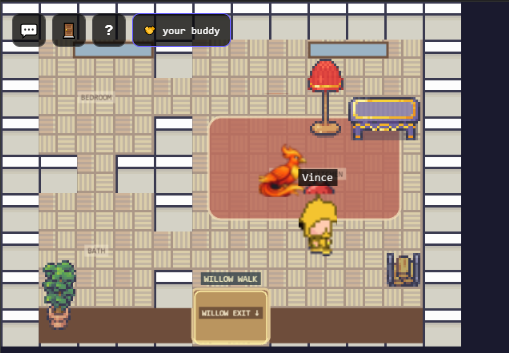 ? your buddy
BEDROOM
Vince
BATH
WILLOW WALK
WILLOW EXIT ↓